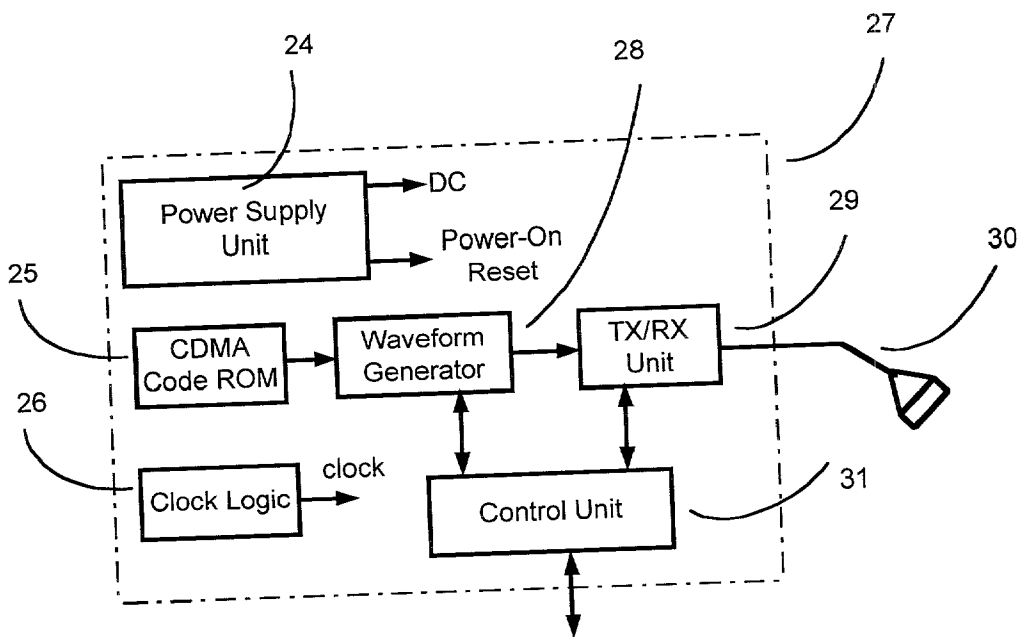 24
28
27
Power Supply
Unit
DC
Power-On
Reset
29
30
25
CDMA
Code ROM
Waveform
Generator
TX/RX
Unit
26
Clock Logic
clock
Control Unit
31